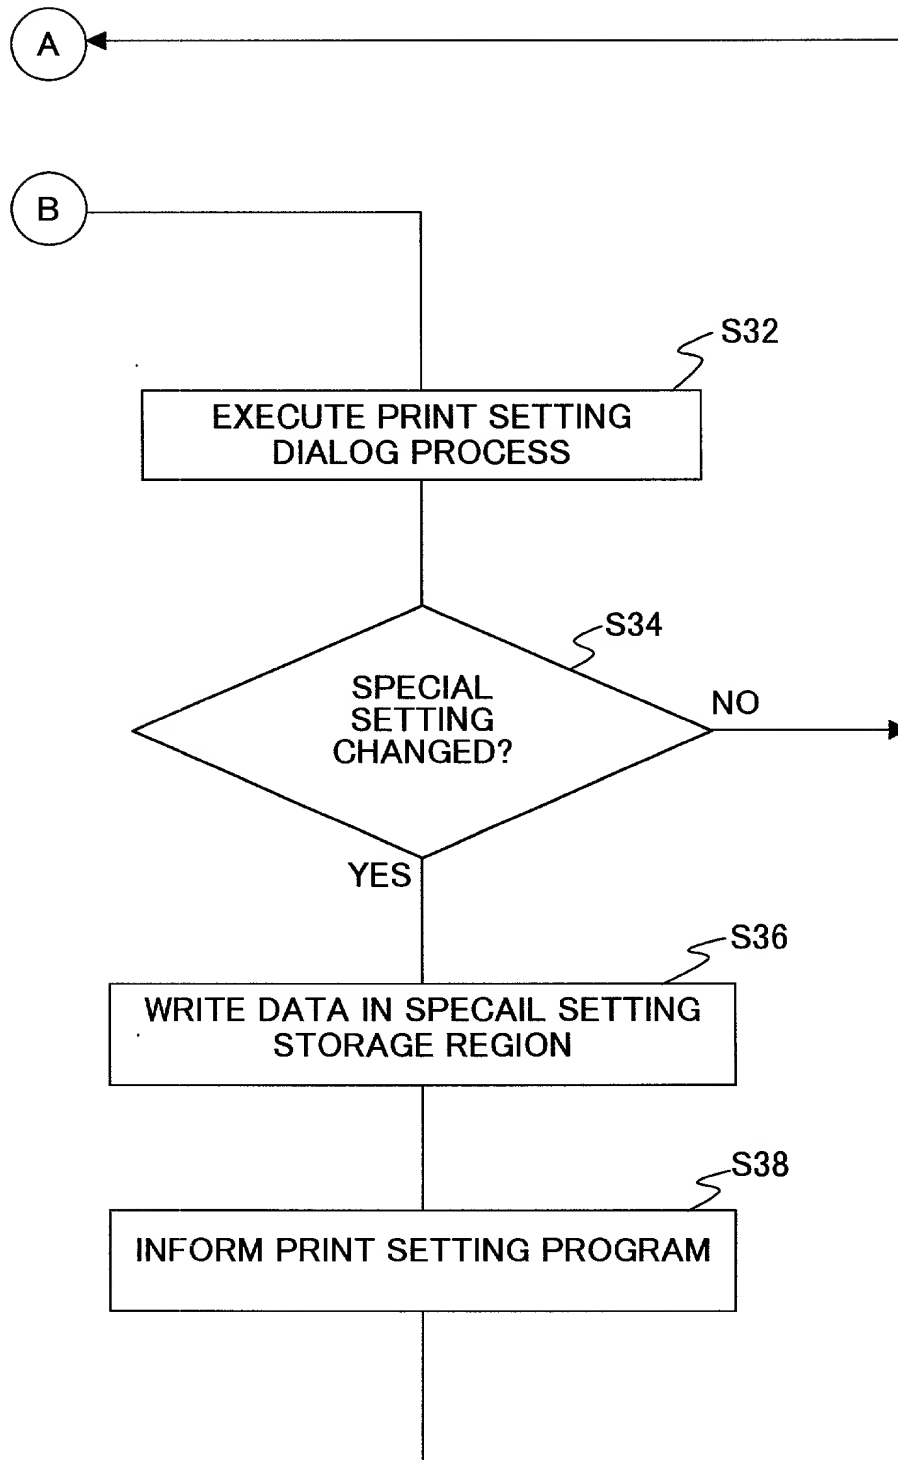 A
B
S32
EXECUTE PRINT SETTING
DIALOG PROCESS
S34
SPECIAL
SETTING
CHANGED?
NO
YES
S36
WRITE DATA IN SPECAIL SETTING
STORAGE REGION
S38
INFORM PRINT SETTING PROGRAM